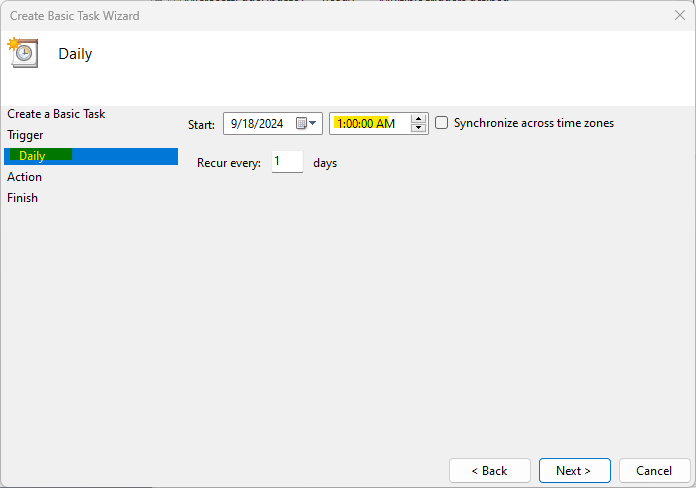 Create Basic Task Wizard
Daily
Create a Basic Task
Trigger
Daily
Action
Finish
Start: 9/18/2024 1:00:00 AM Synchronize across time zones
Recur every: 1 days
< Back Next > Cancel